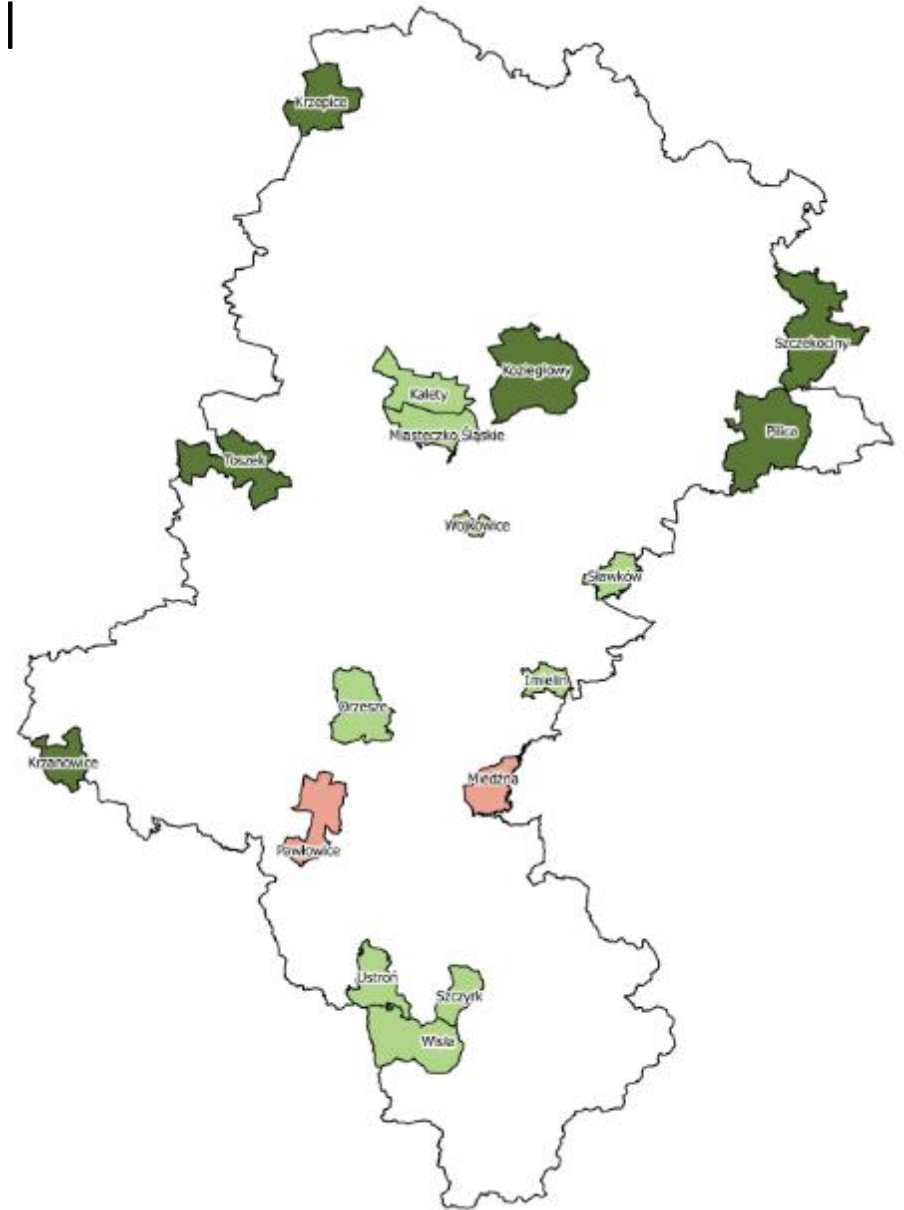 Krzepice
Szczekociny
Koziegłowy
Kalety
Pilica
Miasteczko Śląskie
Toszek
Wojkowice
Sławków
Imielin
Orzesze
Krzanowice
Miedźna
Pawłowice
Ustroń
Szczyrk
Wisła